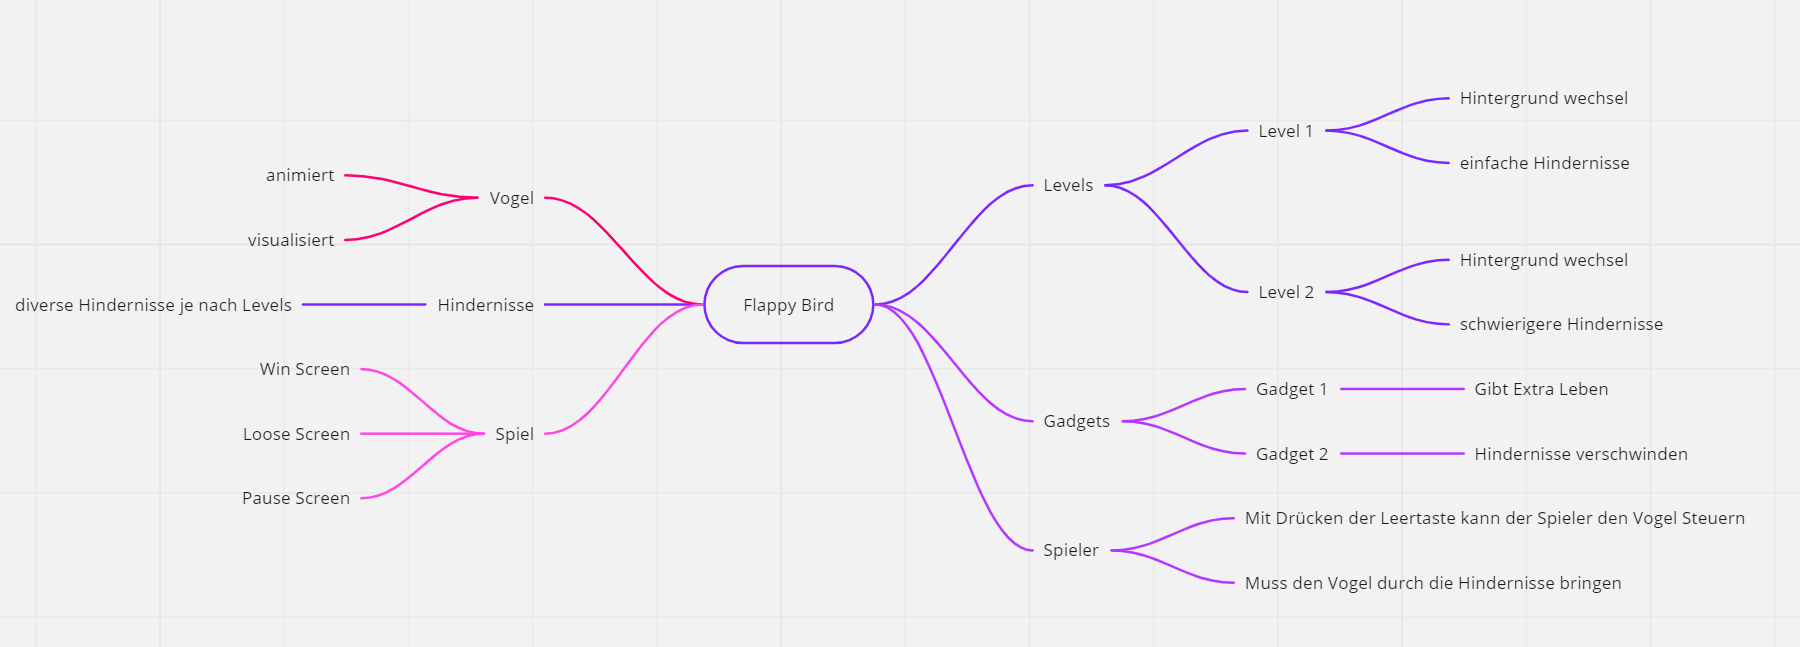 Flappy Bird
Vogel
animiert
visualisiert
Hindernisse
diverse Hindernisse je nach Levels
Spiel
Win Screen
Loose Screen
Pause Screen
Levels
Level 1
Hintergrund wechsel
einfache Hindernisse
Level 2
Hintergrund wechsel
schwierigere Hindernisse
Gadgets
Gadget 1
Gibt Extra Leben
Gadget 2
Hindernisse verschwinden
Spieler
Mit Drücken der Leertaste kann der Spieler den Vogel Steuern
Muss den Vogel durch die Hindernisse bringen